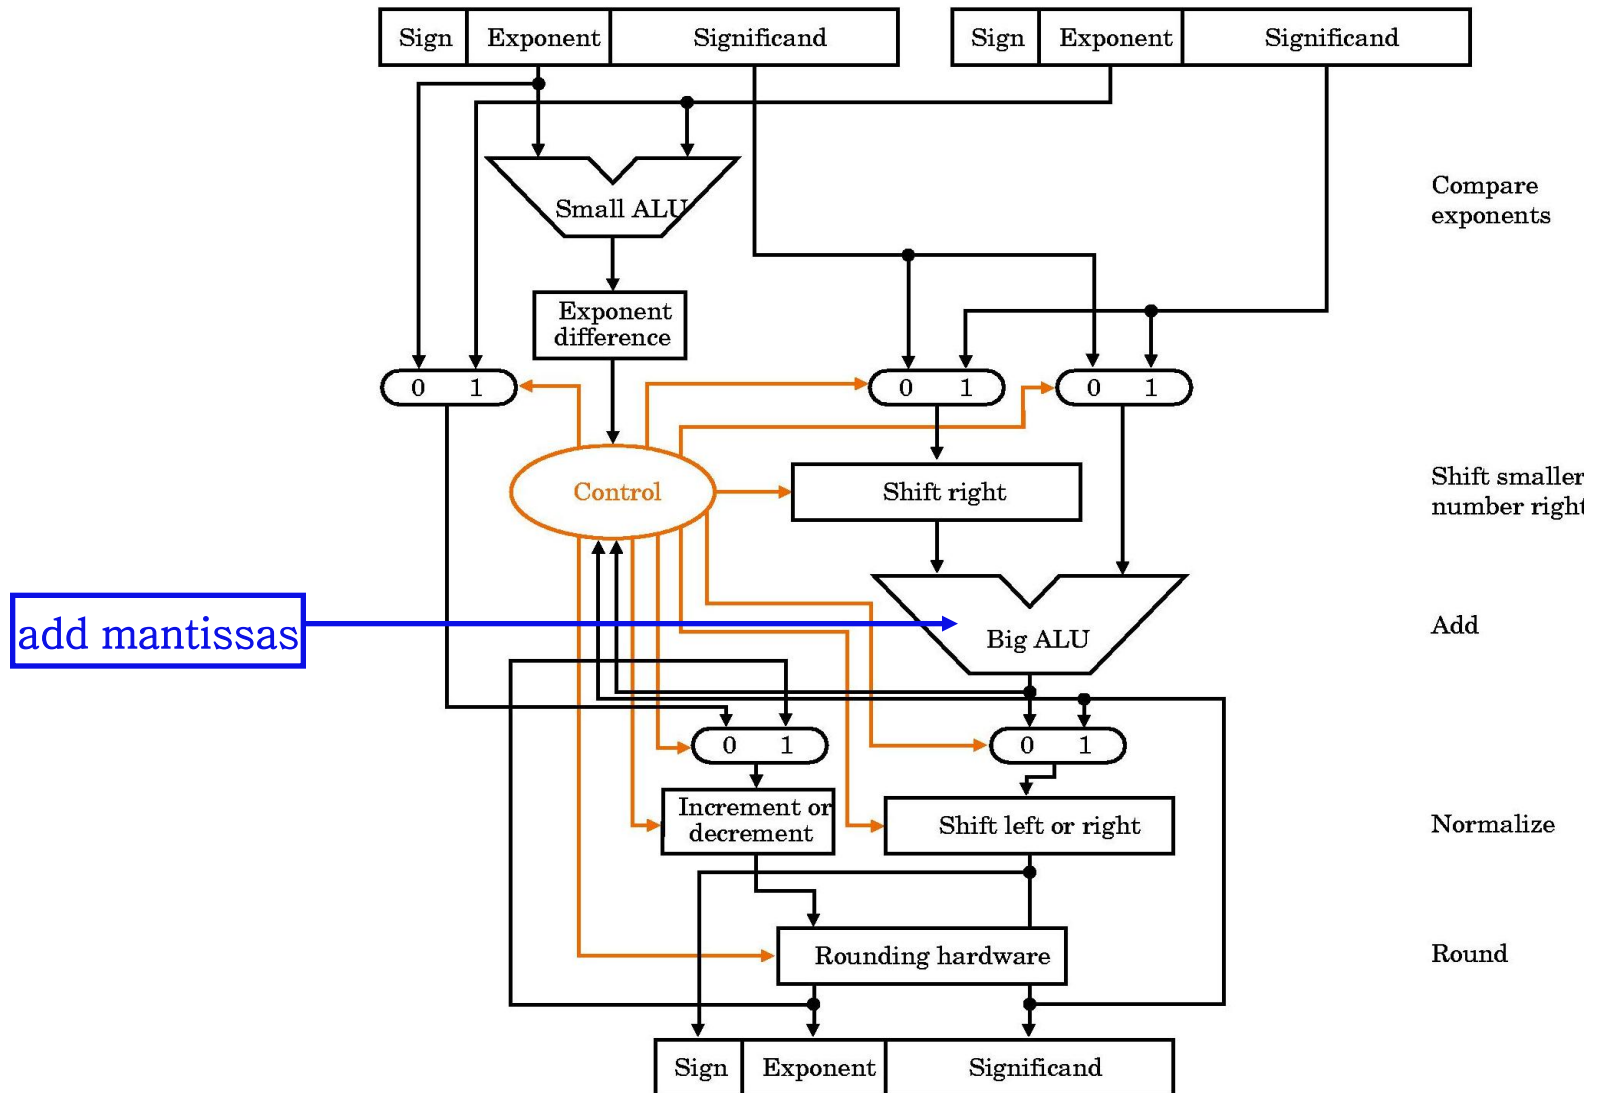 Sign Exponent Significand
Sign Exponent Significand
Small ALU
Compare
exponents
Exponent
difference
0 1
0 1
0 1
Control
Shift right
Shift smaller
number right
add mantissas
Big ALU
Add
0 1
0 1
Increment or
decrement
Shift left or right
Normalize
Rounding hardware
Round
Sign Exponent Significand